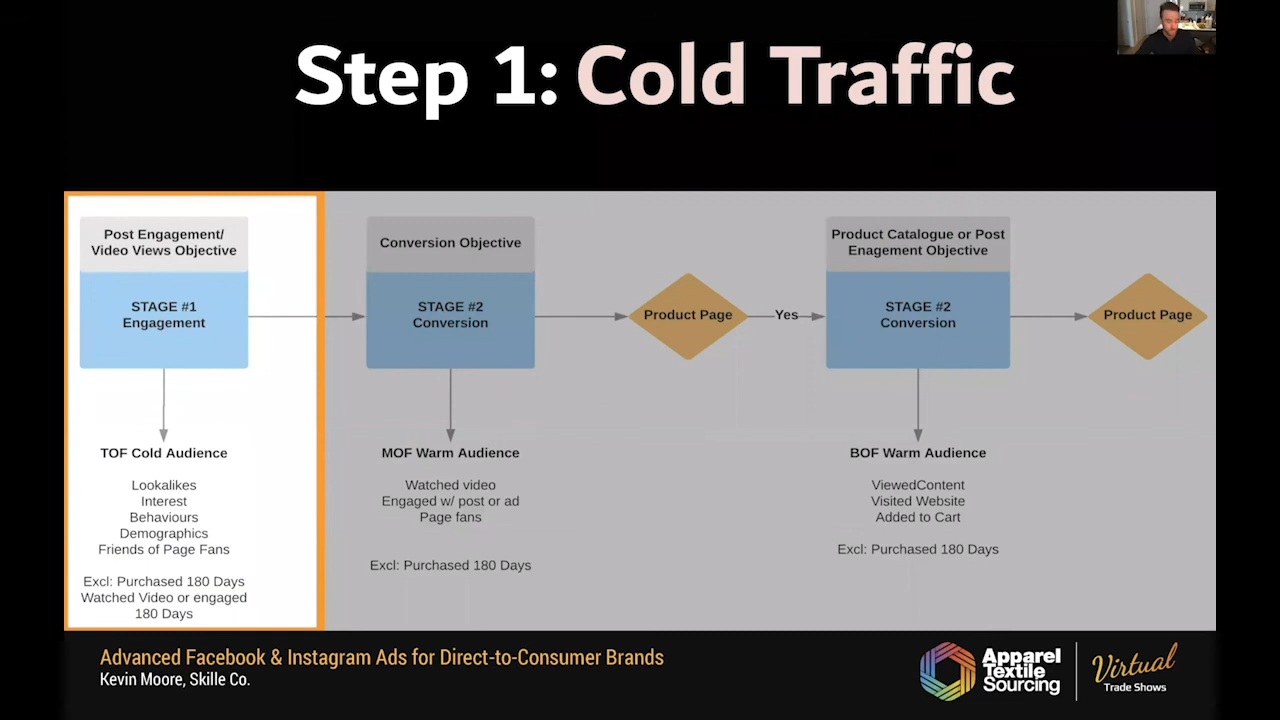 Step 1: Cold Traffic
Post Engagement/
Video Views Objective
STAGE #1
Engagement
TOF Cold Audience
Lookalikes
Interest
Behaviours
Demographics
Friends of Page Fans
Excl: Purchased 180 Days
Watched Video or engaged
180 Days
Conversion Objective
STAGE #2
Conversion
MOF Warm Audience
Watched video
Engaged w/ post or ad
Page fans
Excl: Purchased 180 Days
Product Page
Yes
Product Catalogue or Post
Enagement Objective
STAGE #2
Conversion
BOF Warm Audience
ViewedContent
Visited Website
Added to Cart
Excl: Purchased 180 Days
Product Page
Advanced Facebook & Instagram Ads for Direct-to-Consumer Brands
Kevin Moore, Skille Co.
Apparel
Textile
Sourcing
Virtual
Trade Shows